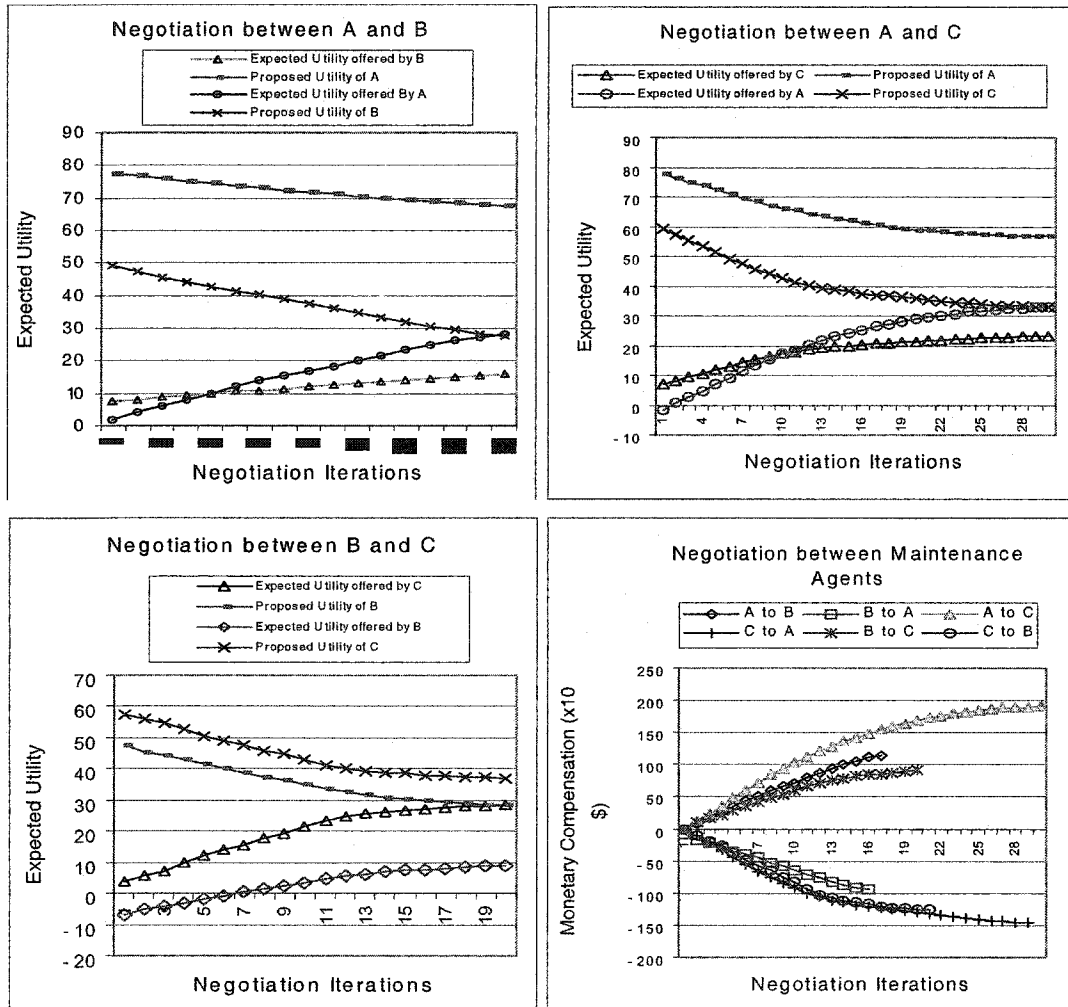 Negotiation between A and B
Expected Utility offered by B
Proposed Utility of A
Expected Utility offered By A
Proposed Utility of B
90
80
70
60
50
40
30
20
10
0
Expected Utility
Negotiation Iterations
Negotiation between A and C
Expected Utility offered by C
Proposed Utility of A
Expected Utility offered by A
Proposed Utility of C
90
80
70
60
50
40
30
20
10
0
-10
Expected Utility
1
4
7
10
13
16
19
22
25
28
Negotiation Iterations
Negotiation between B and C
Expected Utility offered by C
Proposed Utility of B
Expected Utility offered by B
Proposed Utility of C
70
60
50
40
30
20
10
0
-10
-20
Expected Utility
5
7
9
11
13
15
17
19
Negotiation Iterations
Negotiation between Maintenance
Agents
A to B
B to A
A to C
C to A
B to C
C to B
250
200
150
100
50
0
-50
-100
-150
-200
Monetary Compensation (x10
$)
7
10
13
16
19
22
25
28
Negotiation Iterations